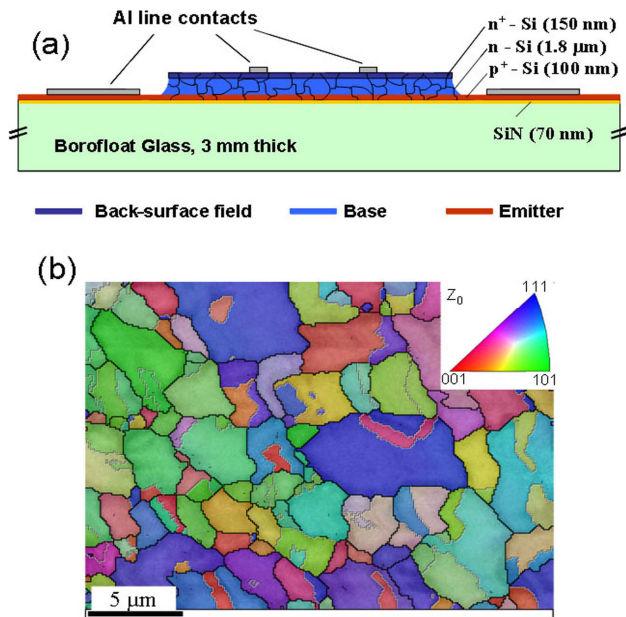 (a)
Al line contacts
n⁺- Si (150 nm)
n - Si (1.8 µm)
p⁺- Si (100 nm)
SiN (70 nm)
Borofloat Glass, 3 mm thick
Back-surface field
Base
Emitter
(b)
Z₀
111
001
101
5 µm